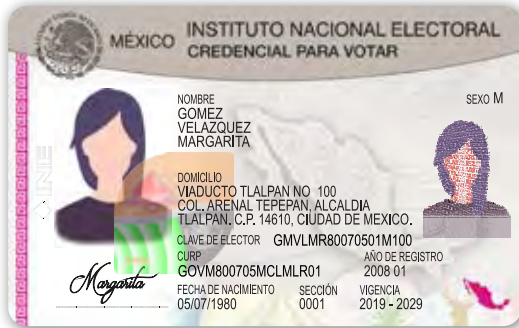 MÉXICO
INSTITUTO NACIONAL ELECTORAL
CREDENCIAL PARA VOTAR
NOMBRE
GOMEZ
VELAZQUEZ
MARGARITA
SEXO M
DOMICILIO
VIADUCTO TLALPAN NO 100
COL. ARENAL TEPEPAN, ALCALDIA
TLALPAN. C.P. 14610, CIUDAD DE MEXICO.
CLAVE DE ELECTOR GMVLMR80070501M100
CURP
GOVM800705MCLMLR01
AÑO DE REGISTRO
2008 01
FECHA DE NACIMIENTO
05/07/1980
SECCIÓN
0001
VIGENCIA
2019 - 2029
Margarita
INE